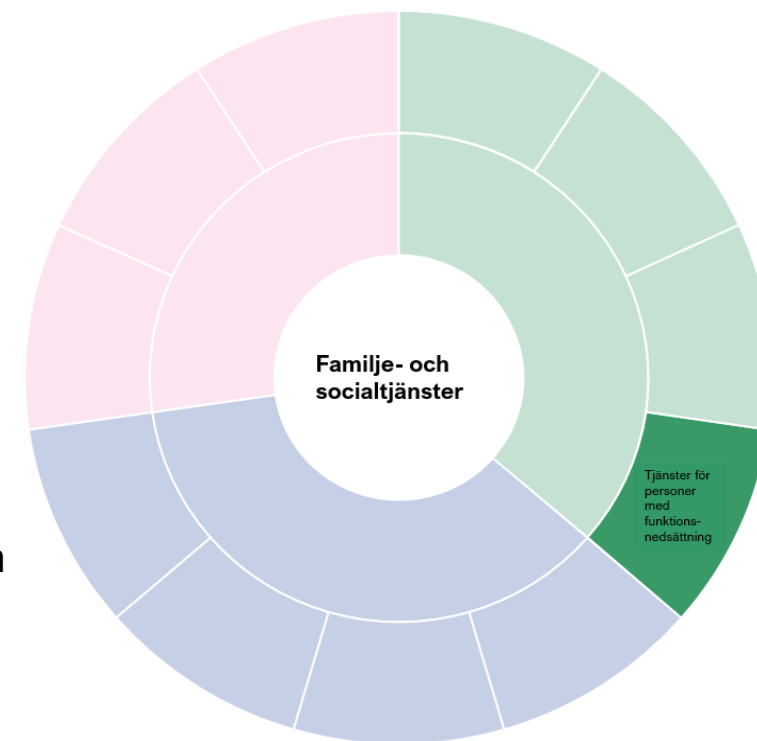 Familje- och
socialtjänster
Tjänster för
personer
med
funktions-
nedsättning